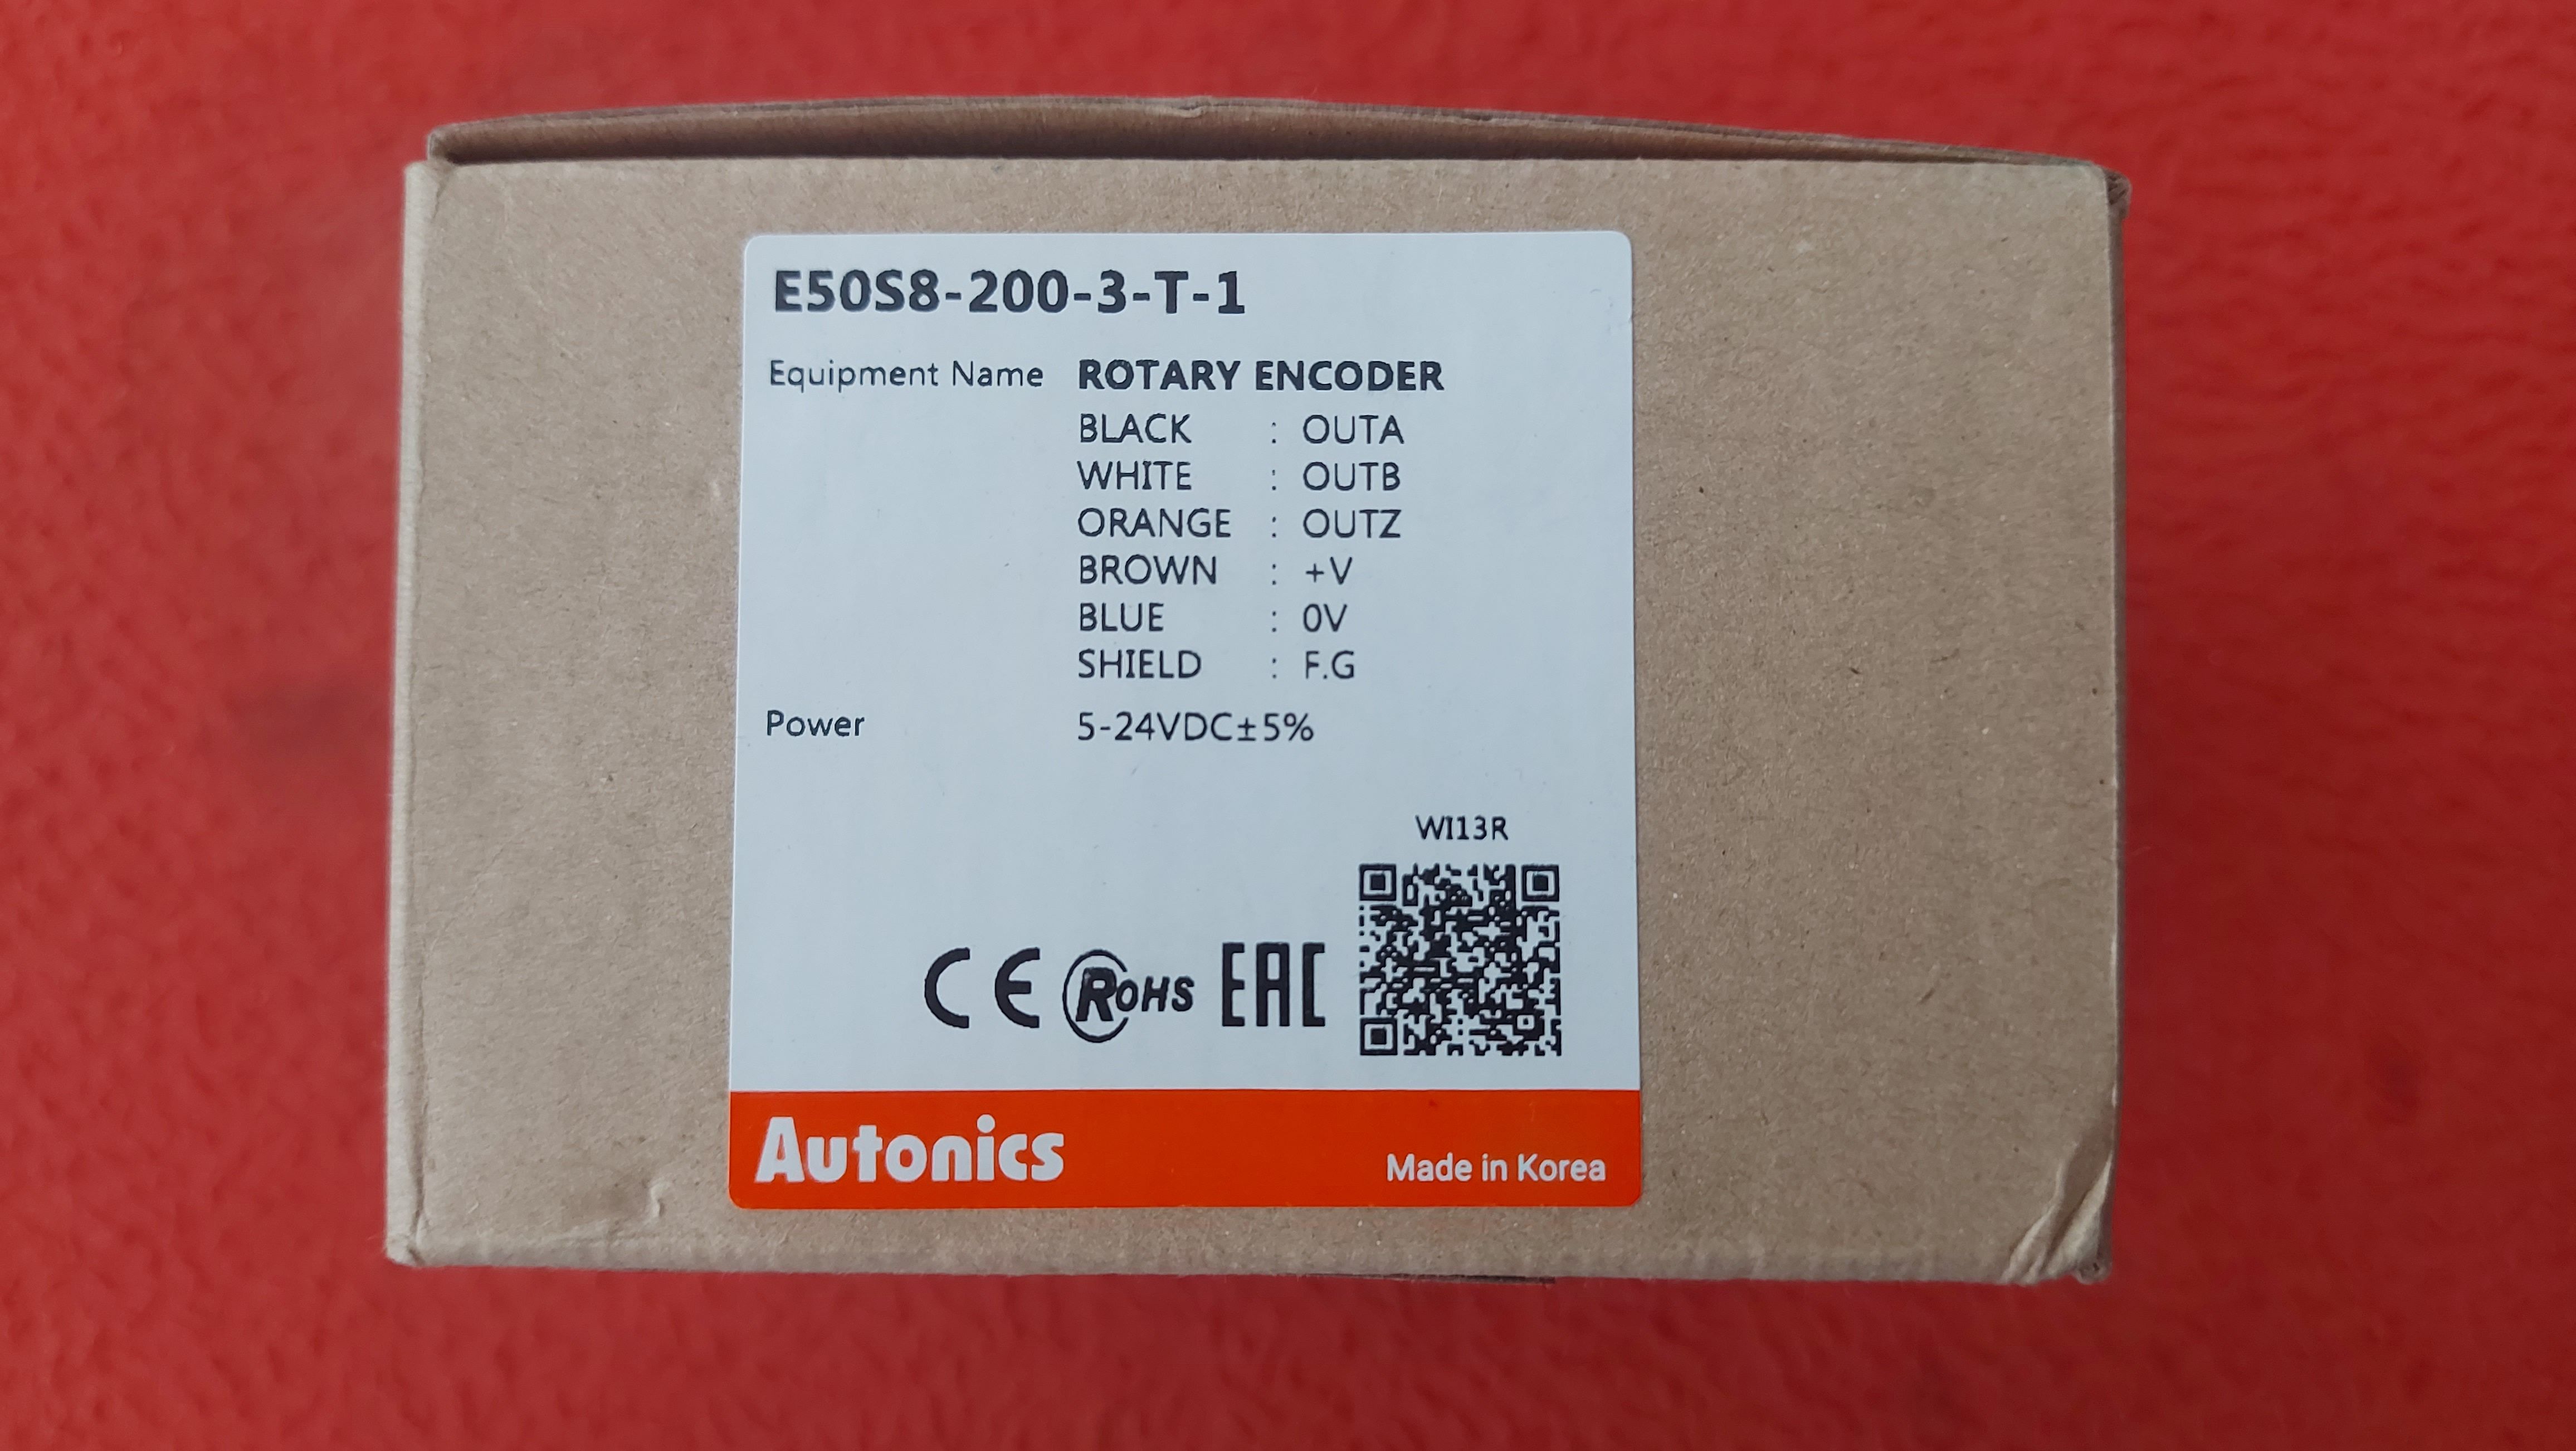 E50S8-200-3-T-1
Equipment Name ROTARY ENCODER
BLACK : OUTA
WHITE : OUTB
ORANGE : OUTZ
BROWN : +V
BLUE : 0V
SHIELD : F.G
Power 5-24VDC±5%
WI13R
CE RoHS EAC
Autonics Made in Korea